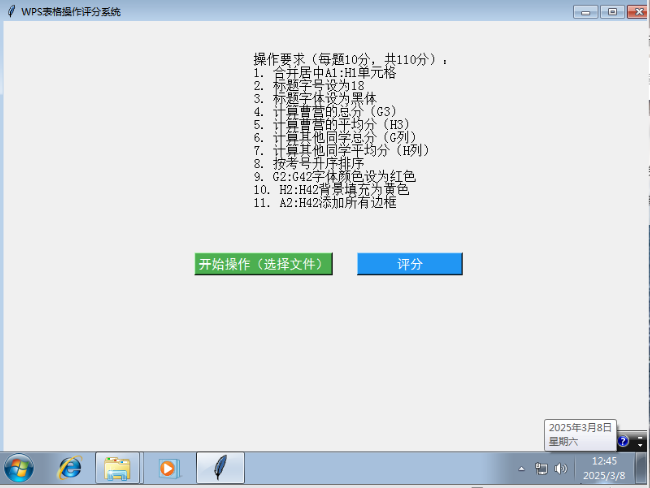 WPS表格操作评分系统
操作要求（每题10分，共110分）：
1. 合并居中A1:H1单元格
2. 标题字号设为18
3. 标题字体设为黑体
4. 计算曹营的总分（G3）
5. 计算曹营的平均分（H3）
6. 计算其他同学总分（G列）
7. 计算其他同学平均分（H列）
8. 按考号升序排序
9. G2:G42字体颜色设为红色
10. H2:H42背景填充为黄色
11. A2:H42添加所有边框
开始操作（选择文件）
评分
2025年3月8日
星期六
12:45
2025/3/8